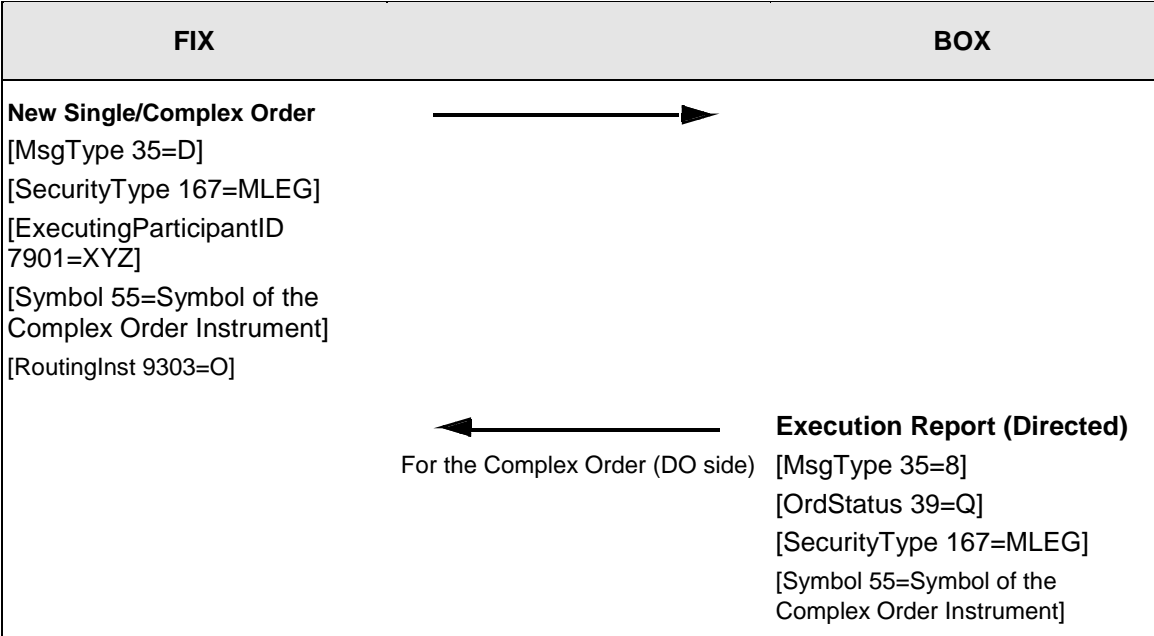 FIX
BOX
New Single/Complex Order
[MsgType 35=D]
[SecurityType 167=MLEG]
[ExecutingParticipantID
7901=XYZ]
[Symbol 55=Symbol of the
Complex Order Instrument]
[RoutingInst 9303=O]
For the Complex Order (DO side)
Execution Report (Directed)
[MsgType 35=8]
[OrdStatus 39=Q]
[SecurityType 167=MLEG]
[Symbol 55=Symbol of the
Complex Order Instrument]